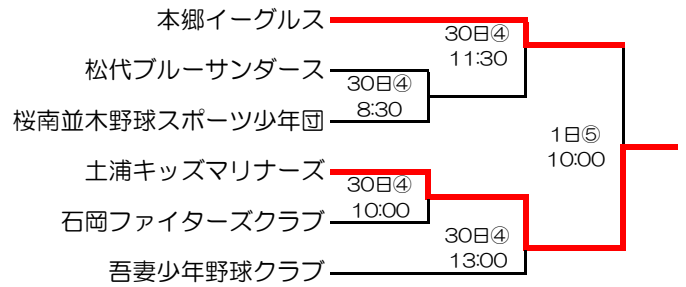 本郷イーグルス
30日④
11:30
松代ブルーサンダース
30日④
8:30
桜南並木野球スポーツ少年団
1日⑤
10:00
土浦キッズマリナーズ
30日④
10:00
石岡ファイターズクラブ
30日④
13:00
吾妻少年野球クラブ